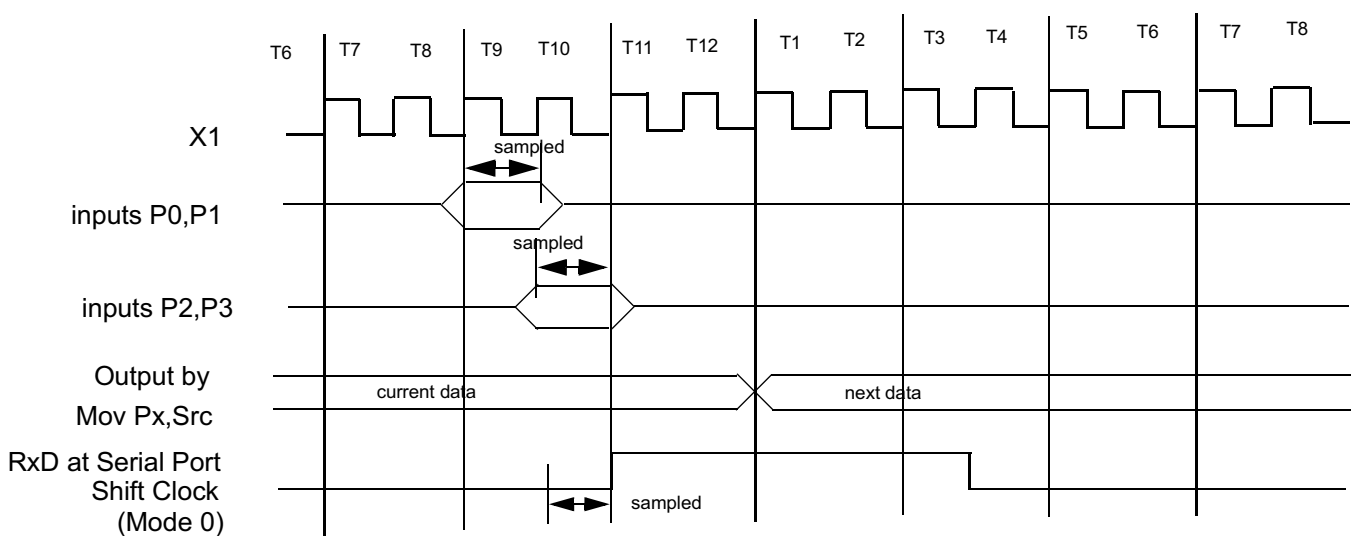 T6 T7 T8 T9 T10 T11 T12 T1 T2 T3 T4 T5 T6 T7 T8
X1
sampled
inputs P0,P1
sampled
inputs P2,P3
Output by
current data next data
Mov Px,Src
RxD at Serial Port
Shift Clock
sampled
(Mode 0)